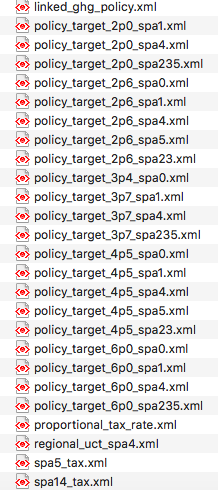 linked_ghg_policy.xml
policy_target_2p0_spa1.xml
policy_target_2p0_spa4.xml
policy_target_2p0_spa235.xml
policy_target_2p6_spa0.xml
policy_target_2p6_spa1.xml
policy_target_2p6_spa4.xml
policy_target_2p6_spa5.xml
policy_target_2p6_spa23.xml
policy_target_3p4_spa0.xml
policy_target_3p7_spa1.xml
policy_target_3p7_spa4.xml
policy_target_3p7_spa235.xml
policy_target_4p5_spa0.xml
policy_target_4p5_spa1.xml
policy_target_4p5_spa4.xml
policy_target_4p5_spa5.xml
policy_target_4p5_spa23.xml
policy_target_6p0_spa0.xml
policy_target_6p0_spa1.xml
policy_target_6p0_spa4.xml
policy_target_6p0_spa235.xml
proportional_tax_rate.xml
regional_uct_spa4.xml
spa5_tax.xml
spa14_tax.xml